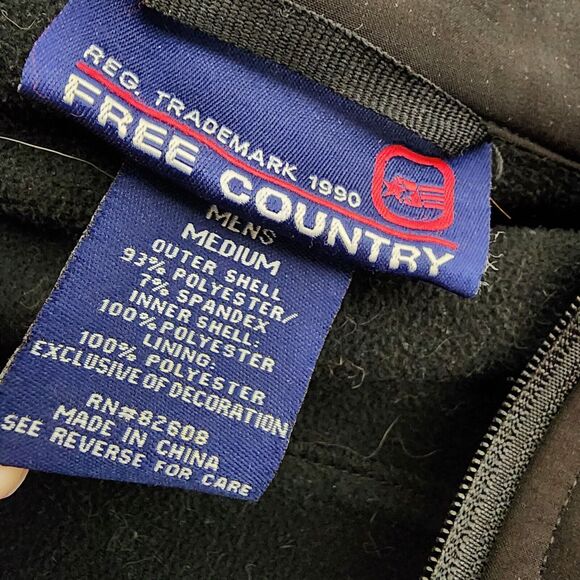 REG. TRADEMARK 1990
FREE COUNTRY
MENS
MEDIUM
OUTER SHELL
93% POLYESTER
7% SPANDEX/
INNER SHELL:
100% POLYESTER
LINING:
100% POLYESTER
EXCLUSIVE OF DECORATION
RN#82608
MADE IN CHINA
SEE REVERSE FOR CARE